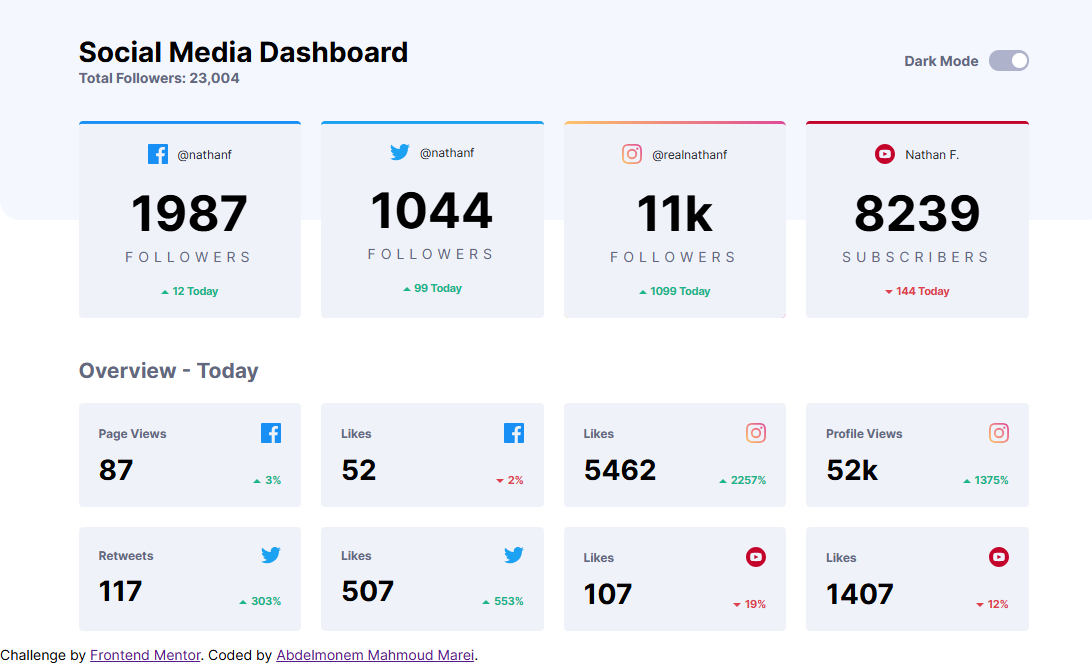 Social Media Dashboard
Total Followers: 23,004
Dark Mode
@nathanf
1987
FOLLOWERS
12 Today
@nathanf
1044
FOLLOWERS
99 Today
@realnathanf
11k
FOLLOWERS
1099 Today
Nathan F.
8239
SUBSCRIBERS
144 Today
Overview - Today
Page Views
87
3%
Likes
52
2%
Likes
5462
2257%
Profile Views
52k
1375%
Retweets
117
303%
Likes
507
553%
Likes
107
19%
Likes
1407
12%
Challenge by Frontend Mentor. Coded by Abdelmonem Mahmoud Marei.